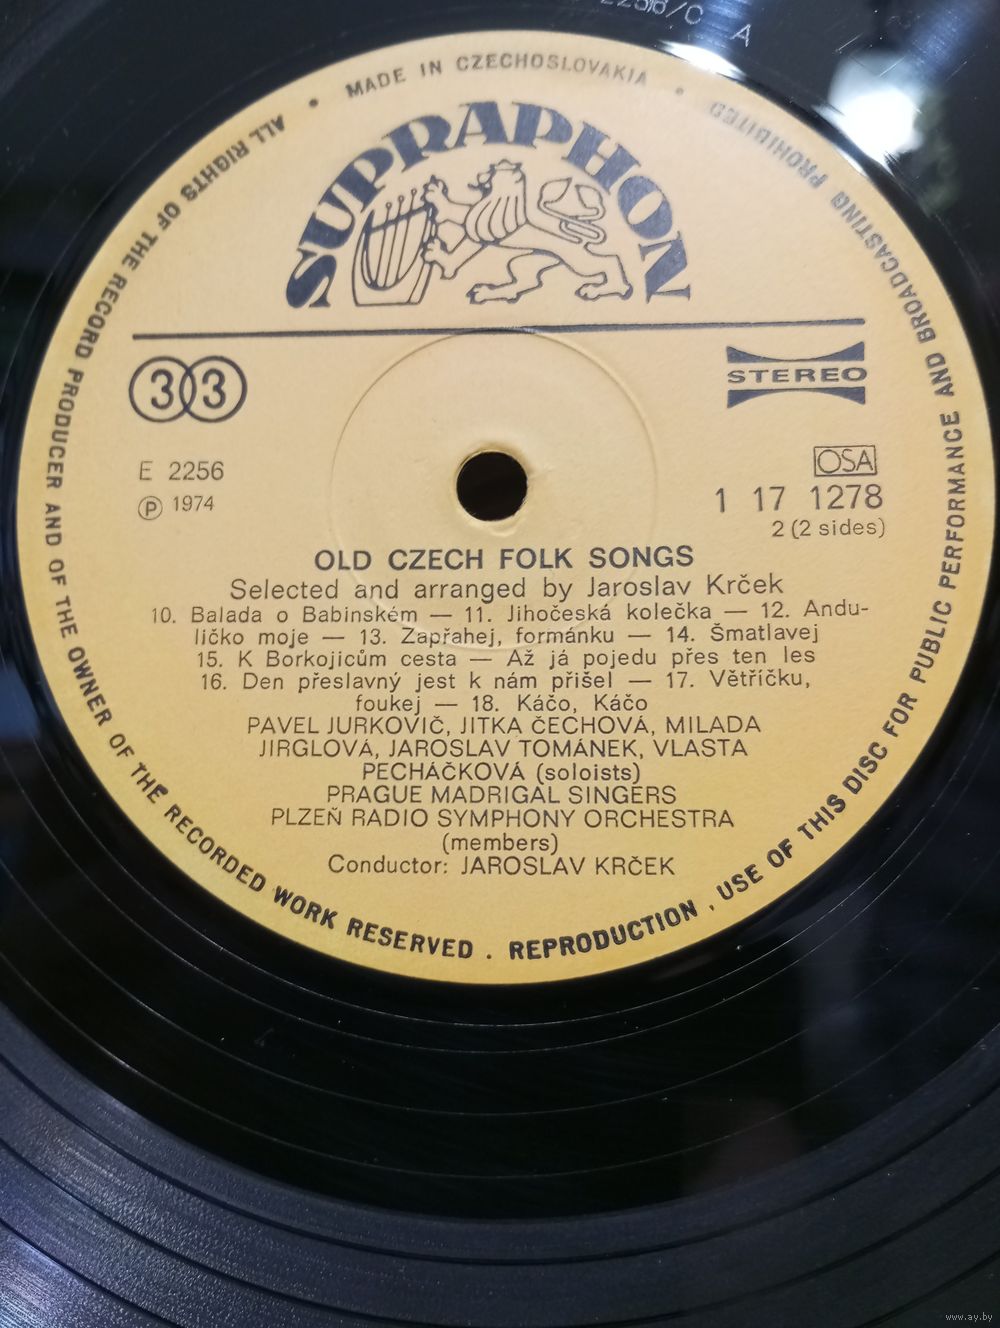 A
MADE IN CZECHOSLOVAKIA
ALL RIGHTS OF THE RECORD PRODUCER AND OF THE OWNER OF THE RECORDED WORK RESERVED . REPRODUCTION , USE OF THIS DISC FOR PUBLIC PERFORMANCE AND BROADCASTING PROHIBITED
SUPRAPHON
33
STEREO
OSA
E 2256
1 17 1278
Ⓟ 1974
2 (2 sides)
OLD CZECH FOLK SONGS
Selected and arranged by Jaroslav Krček
10. Balada o Babinském — 11. Jihočeská kolečka — 12. Andu-
ličko moje — 13. Zapřahej, formánku — 14. Šmatlavej
15. K Borkojicům cesta — Až já pojedu přes ten les
16. Den přeslavný jest k nám přišel — 17. Větříčku,
foukej — 18. Káčo, Káčo
PAVEL JURKOVIČ, JITKA ČECHOVÁ, MILADA
JIRGLOVÁ, JAROSLAV TOMÁNEK, VLASTA
PECHÁČKOVÁ (soloists)
PRAGUE MADRIGAL SINGERS
PLZEŇ RADIO SYMPHONY ORCHESTRA
(members)
Conductor: JAROSLAV KRČEK
www.ay.by